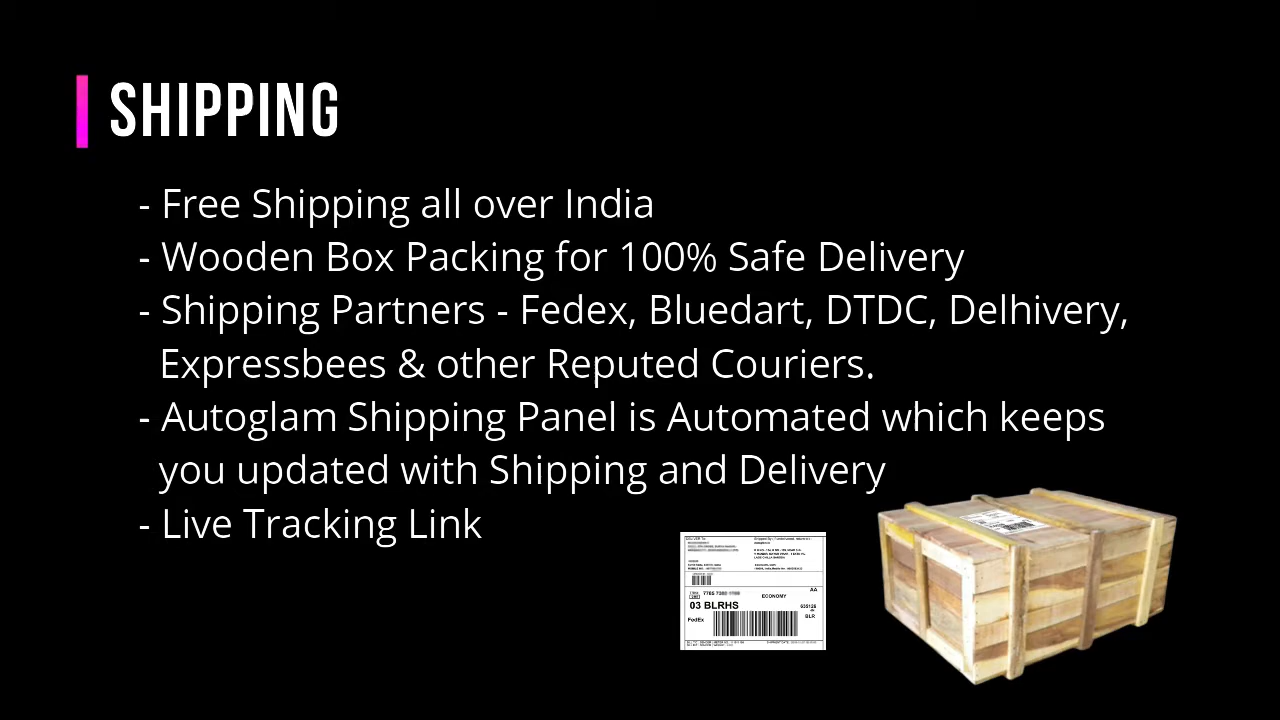 SHIPPING
- Free Shipping all over India
- Wooden Box Packing for 100% Safe Delivery
- Shipping Partners - Fedex, Bluedart, DTDC, Delhivery,
Expressbees & other Reputed Couriers.
- Autoglam Shipping Panel is Automated which keeps
you updated with Shipping and Delivery
- Live Tracking Link
AA
ECONOMY
03 BLRHS
FedEx
BLR